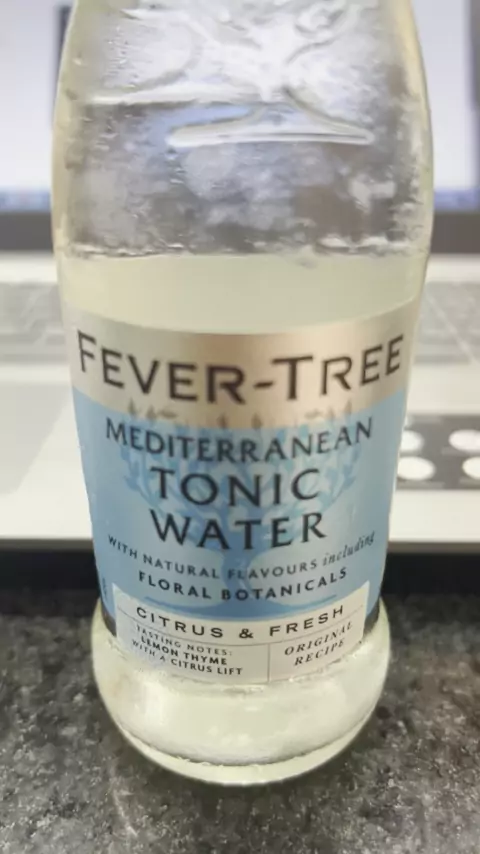 FEVER-TREE
MEDITERRANEAN
TONIC
WATER
WITH NATURAL FLAVOURS including
FLORAL BOTANICALS
CITRUS & FRESH
TASTING NOTES:
LEMON THYME
WITH A CITRUS LIFT
ORIGINAL
RECIPE